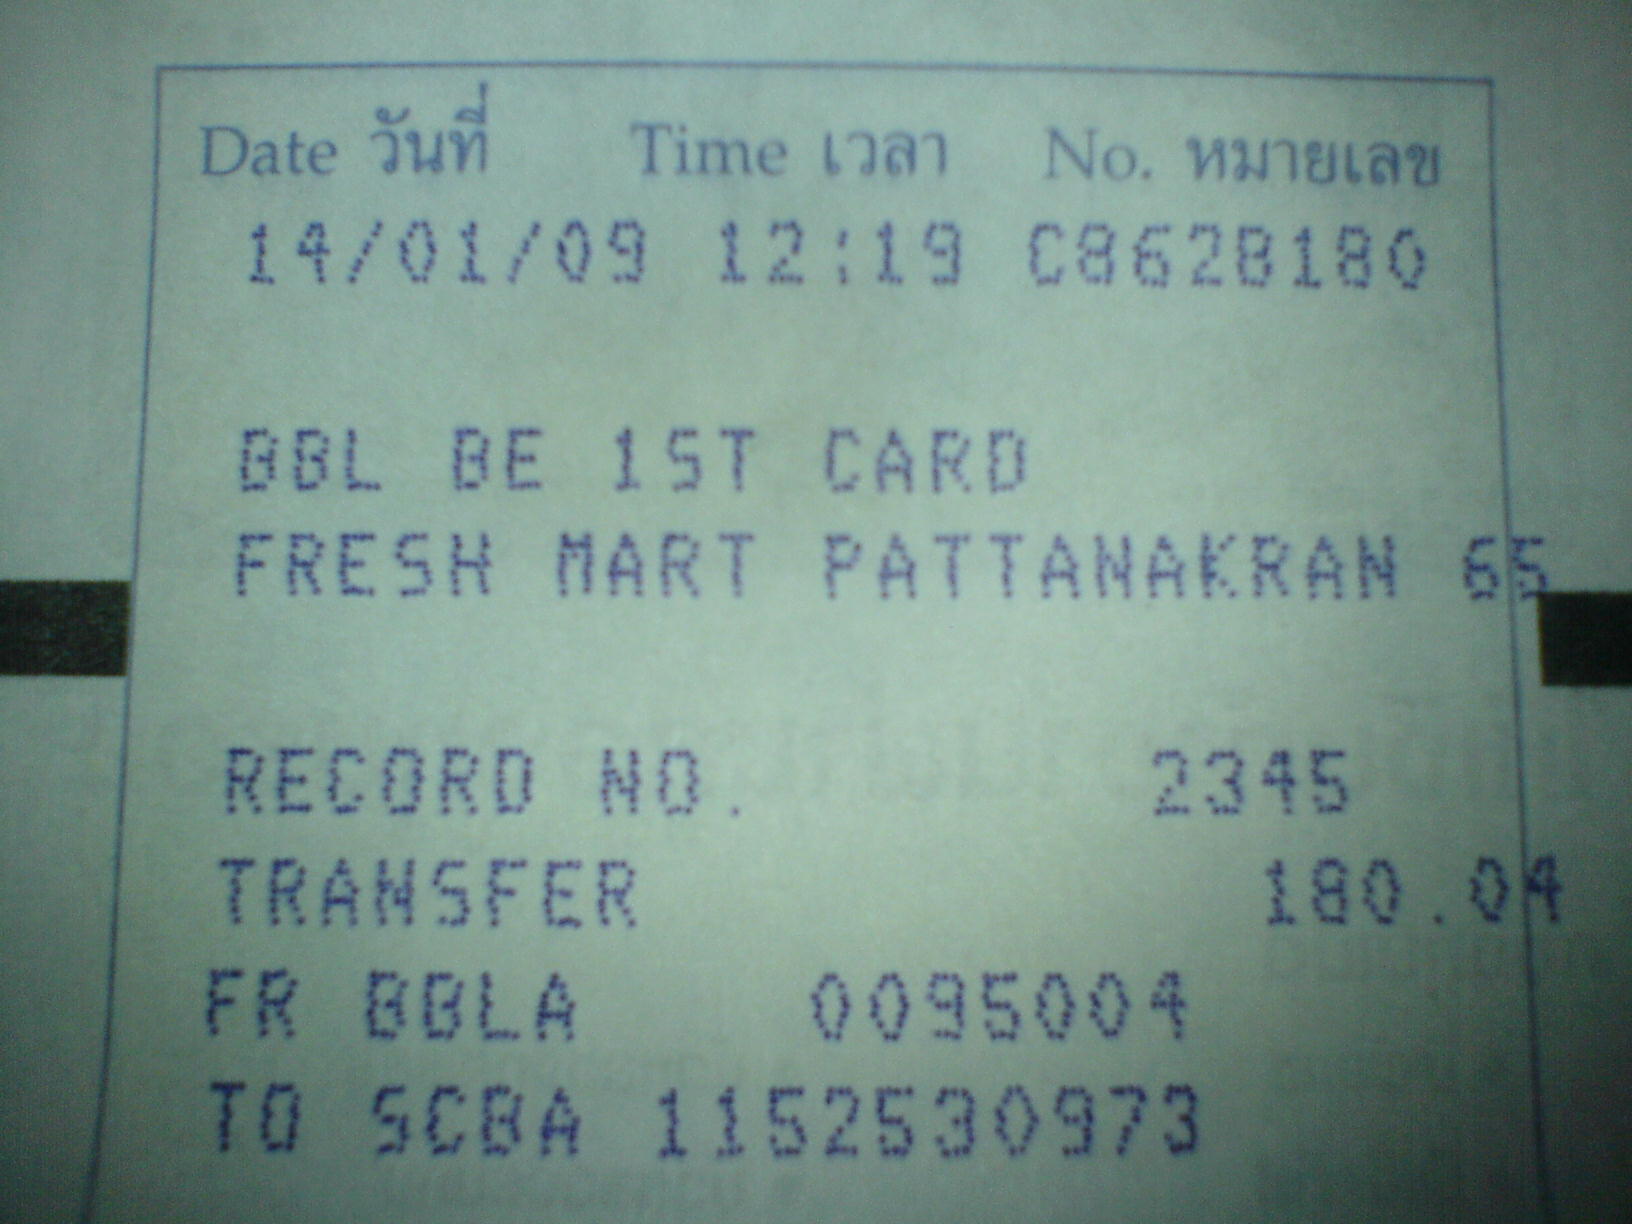 Date วันที่ Time เวลา No. หมายเลข
14/01/09 12:19 C862B180
BBL BE 1ST CARD
FRESH MART PATTANAKRAN 65
RECORD NO. 2345
TRANSFER 180.04
FR BBLA 0095004
TO SCBA 1152530973